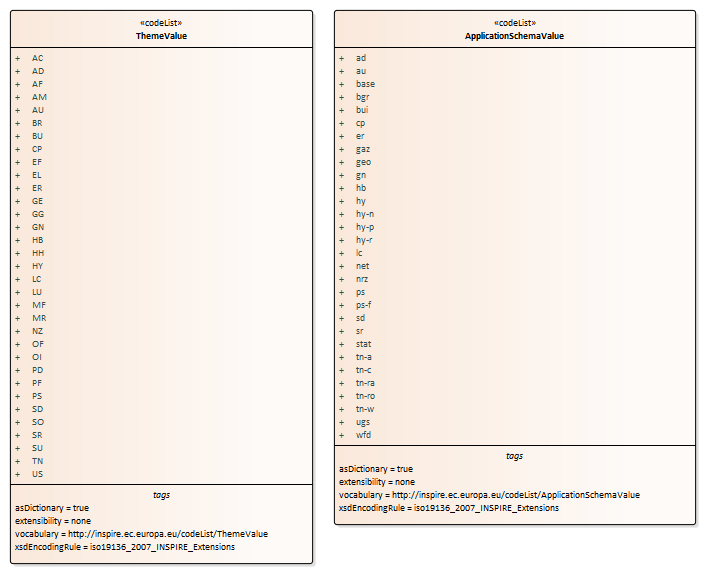 «codeList»
ThemeValue
+ AC
+ AD
+ AF
+ AM
+ AU
+ BR
+ BU
+ CP
+ EF
+ EL
+ ER
+ GE
+ GG
+ GN
+ HB
+ HH
+ HY
+ LC
+ LU
+ MF
+ MR
+ NZ
+ OF
+ OI
+ PD
+ PF
+ PS
+ SD
+ SO
+ SR
+ SU
+ TN
+ US
tags
asDictionary = true
extensibility = none
vocabulary = http://inspire.ec.europa.eu/codeList/ThemeValue
xsdEncodingRule = iso19136_2007_INSPIRE_Extensions
«codeList»
ApplicationSchemaValue
+ ad
+ au
+ base
+ bgr
+ bui
+ cp
+ er
+ gaz
+ geo
+ gn
+ hb
+ hy
+ hy-n
+ hy-p
+ hy-r
+ lc
+ net
+ nrz
+ ps
+ ps-f
+ sd
+ sr
+ stat
+ tn-a
+ tn-c
+ tn-ra
+ tn-ro
+ tn-w
+ ugs
+ wfd
tags
asDictionary = true
extensibility = none
vocabulary = http://inspire.ec.europa.eu/codeList/ApplicationSchemaValue
xsdEncodingRule = iso19136_2007_INSPIRE_Extensions